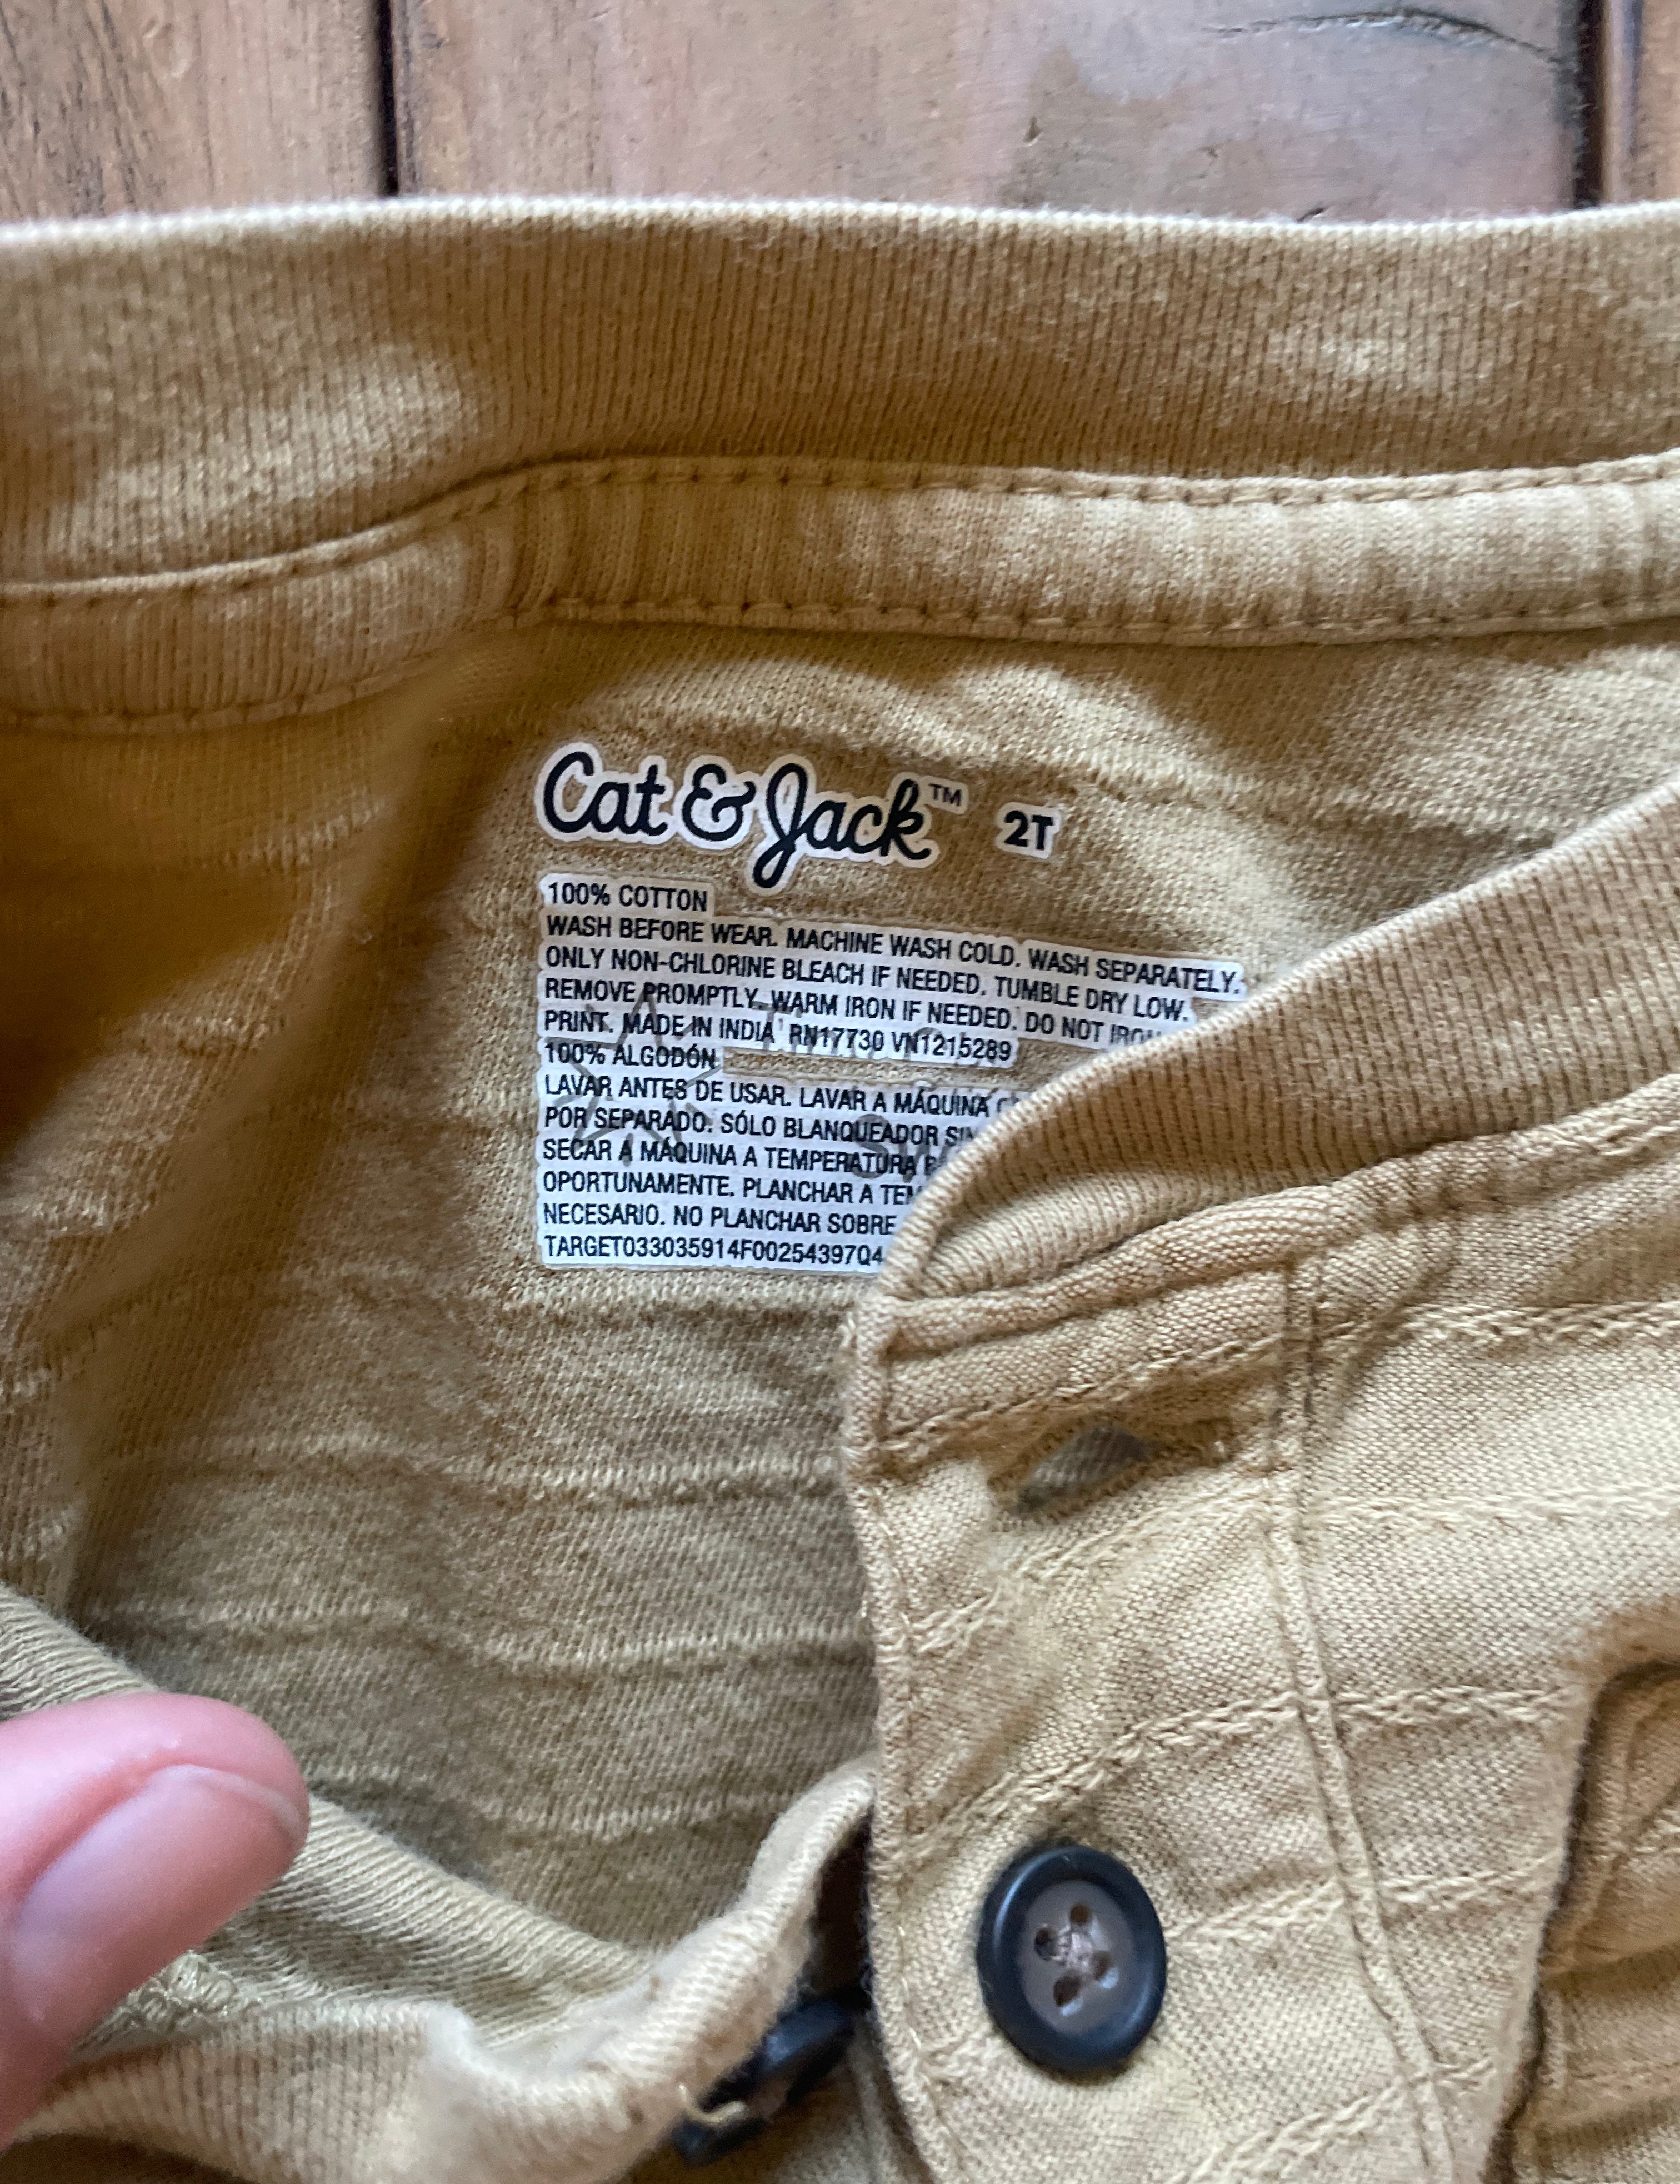 Cat & Jack™ 2T
100% COTTON
WASH BEFORE WEAR. MACHINE WASH COLD. WASH SEPARATELY.
ONLY NON-CHLORINE BLEACH IF NEEDED. TUMBLE DRY LOW.
REMOVE PROMPTLY. WARM IRON IF NEEDED. DO NOT IRON
PRINT. MADE IN INDIA RN17730 VN1215289
100% ALGODÓN
LAVAR ANTES DE USAR. LAVAR A MÁQUINA
POR SEPARADO. SÓLO BLANQUEADOR
SECAR A MÁQUINA A TEMPERATURA
OPORTUNAMENTE. PLANCHAR A
NECESARIO. NO PLANCHAR SOBRE
TARGET033035914F00254397Q4